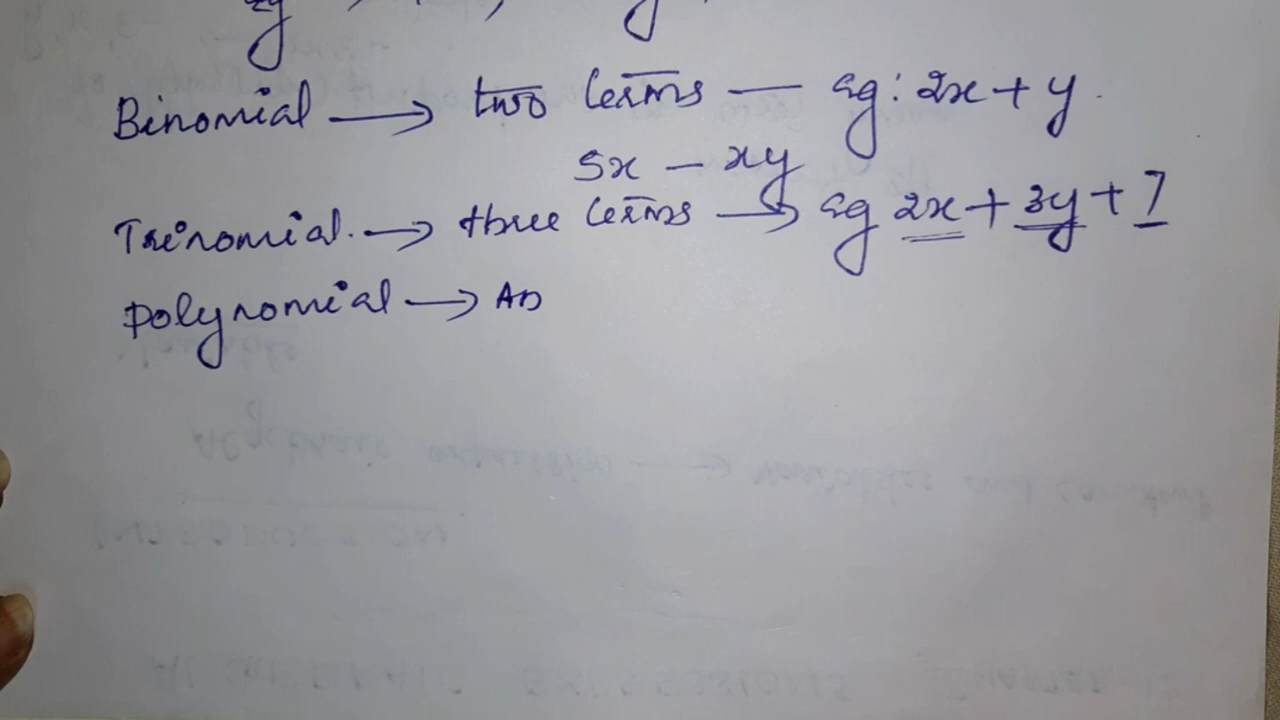 Binomial → two terms — eg: 2x + y.
5x - xy
Trinomial. → three terms → eg 2x + 3y + 7
Polynomial → An